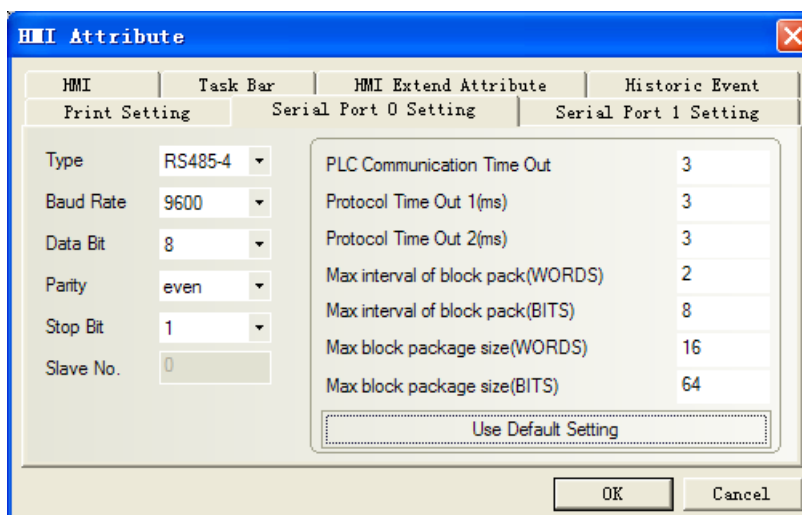 HMI Attribute
HMI
Task Bar
HMI Extend Attribute
Historic Event
Print Setting
Serial Port 0 Setting
Serial Port 1 Setting
Type RS485-4
Baud Rate 9600
Data Bit 8
Parity even
Stop Bit 1
Slave No. 0
PLC Communication Time Out 3
Protocol Time Out 1(ms) 3
Protocol Time Out 2(ms) 3
Max interval of block pack(WORDS) 2
Max interval of block pack(BITS) 8
Max block package size(WORDS) 16
Max block package size(BITS) 64
Use Default Setting
OK
Cancel